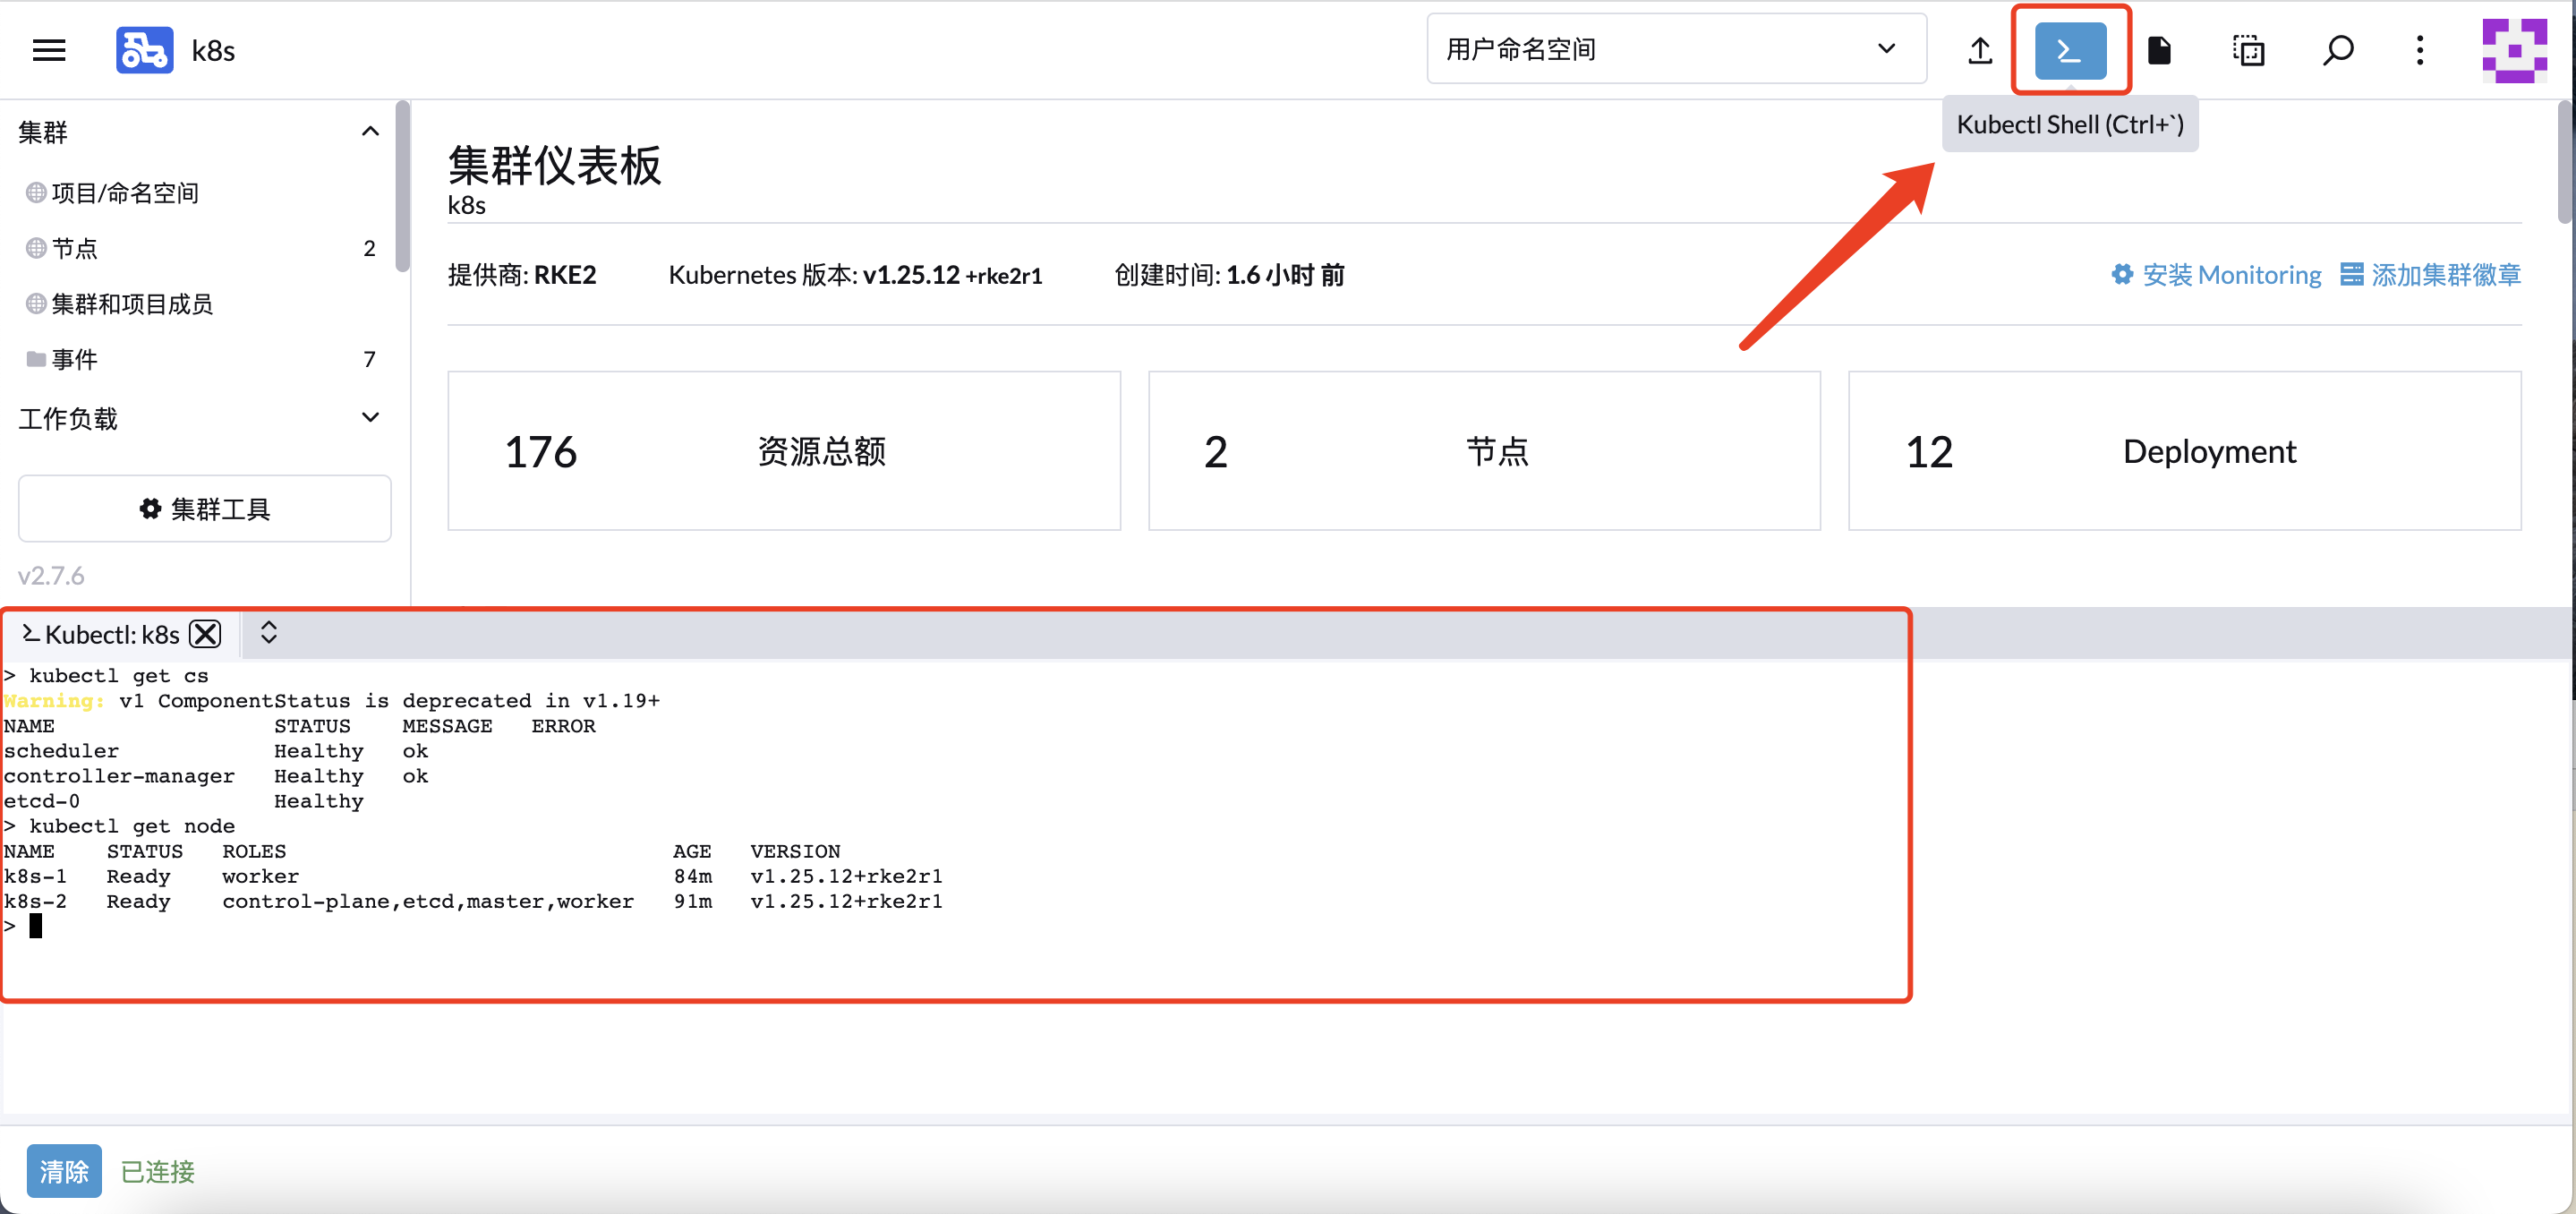 k8s
用户命名空间
Kubectl Shell (Ctrl+`)
集群
项目/命名空间
节点 2
集群和项目成员
事件 7
工作负载
集群工具
v2.7.6
集群仪表板
k8s
提供商: RKE2 Kubernetes 版本: v1.25.12 +rke2r1 创建时间: 1.6 小时 前 安装 Monitoring 添加集群徽章
176 资源总额 2 节点 12 Deployment
Kubectl: k8s
> kubectl get cs
Warning: v1 ComponentStatus is deprecated in v1.19+
NAME STATUS MESSAGE ERROR
scheduler Healthy ok
controller-manager Healthy ok
etcd-0 Healthy
> kubectl get node
NAME STATUS ROLES AGE VERSION
k8s-1 Ready worker 84m v1.25.12+rke2r1
k8s-2 Ready control-plane,etcd,master,worker 91m v1.25.12+rke2r1
>
清除 已连接